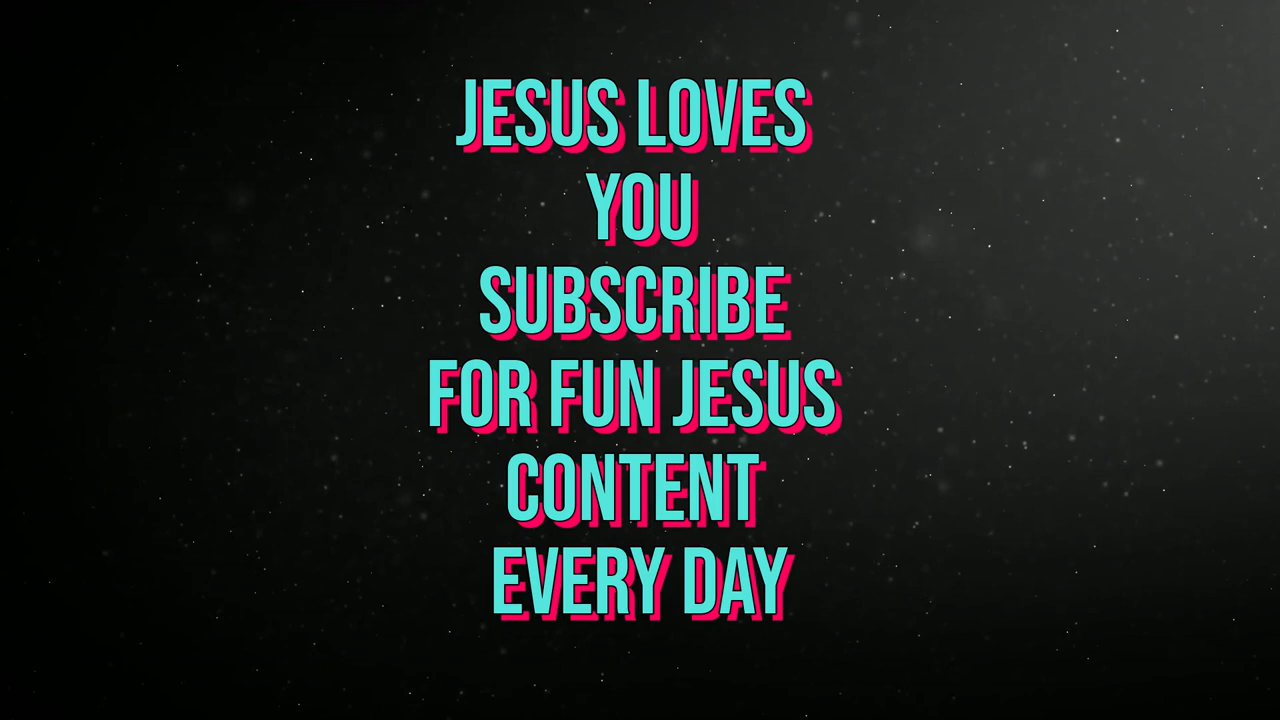 JESUS LOVES
YOU
SUBSCRIBE
FOR FUN JESUS
CONTENT
EVERY DAY